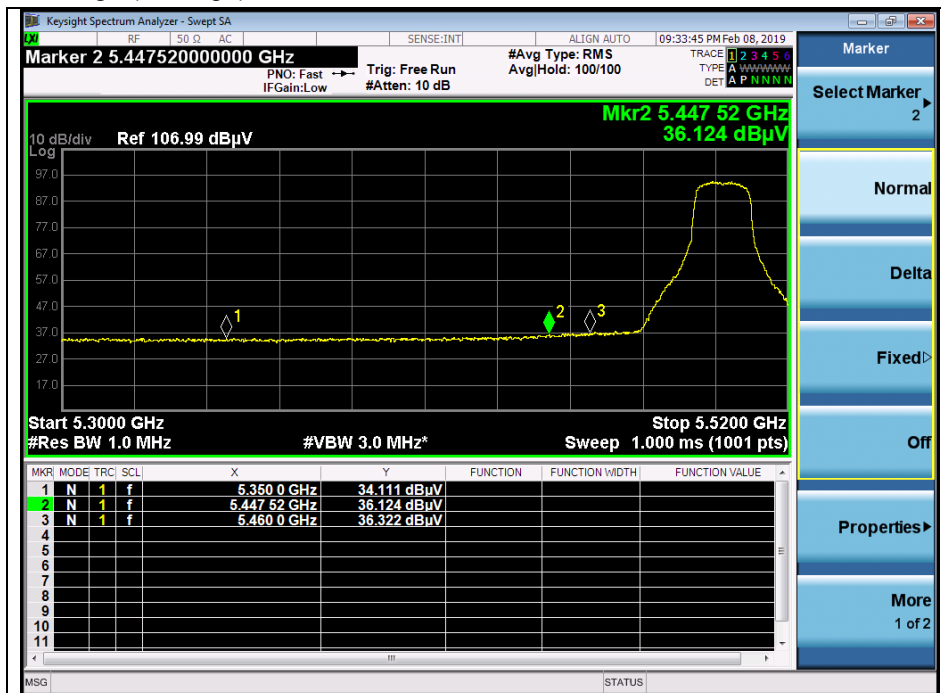 Keysight Spectrum Analyzer - Swept SA
LXI RF 50 Ω AC SENSE:INT ALIGN AUTO 09:33:45 PM Feb 08, 2019
Marker 2 5.447520000000 GHz
PNO: Fast
IFGain:Low
Trig: Free Run
#Atten: 10 dB
#Avg Type: RMS
Avg|Hold: 100/100
TRACE 1 2 3 4 5 6
TYPE A WWWWW
DET A P N N N N
Mkr2 5.447 52 GHz
36.124 dBµV
10 dB/div Ref 106.99 dBµV
Log
97.0
87.0
77.0
67.0
57.0
47.0
37.0
27.0
17.0
1
2
3
Start 5.3000 GHz Stop 5.5200 GHz
#Res BW 1.0 MHz #VBW 3.0 MHz* Sweep 1.000 ms (1001 pts)
MKR MODE TRC SCL X Y FUNCTION FUNCTION WIDTH FUNCTION VALUE
1 N 1 f 5.350 0 GHz 34.111 dBµV
2 N 1 f 5.447 52 GHz 36.124 dBµV
3 N 1 f 5.460 0 GHz 36.322 dBµV
4
5
6
7
8
9
10
11
MSG STATUS
Marker
Select Marker
2
Normal
Delta
Fixed
Off
Properties
More
1 of 2